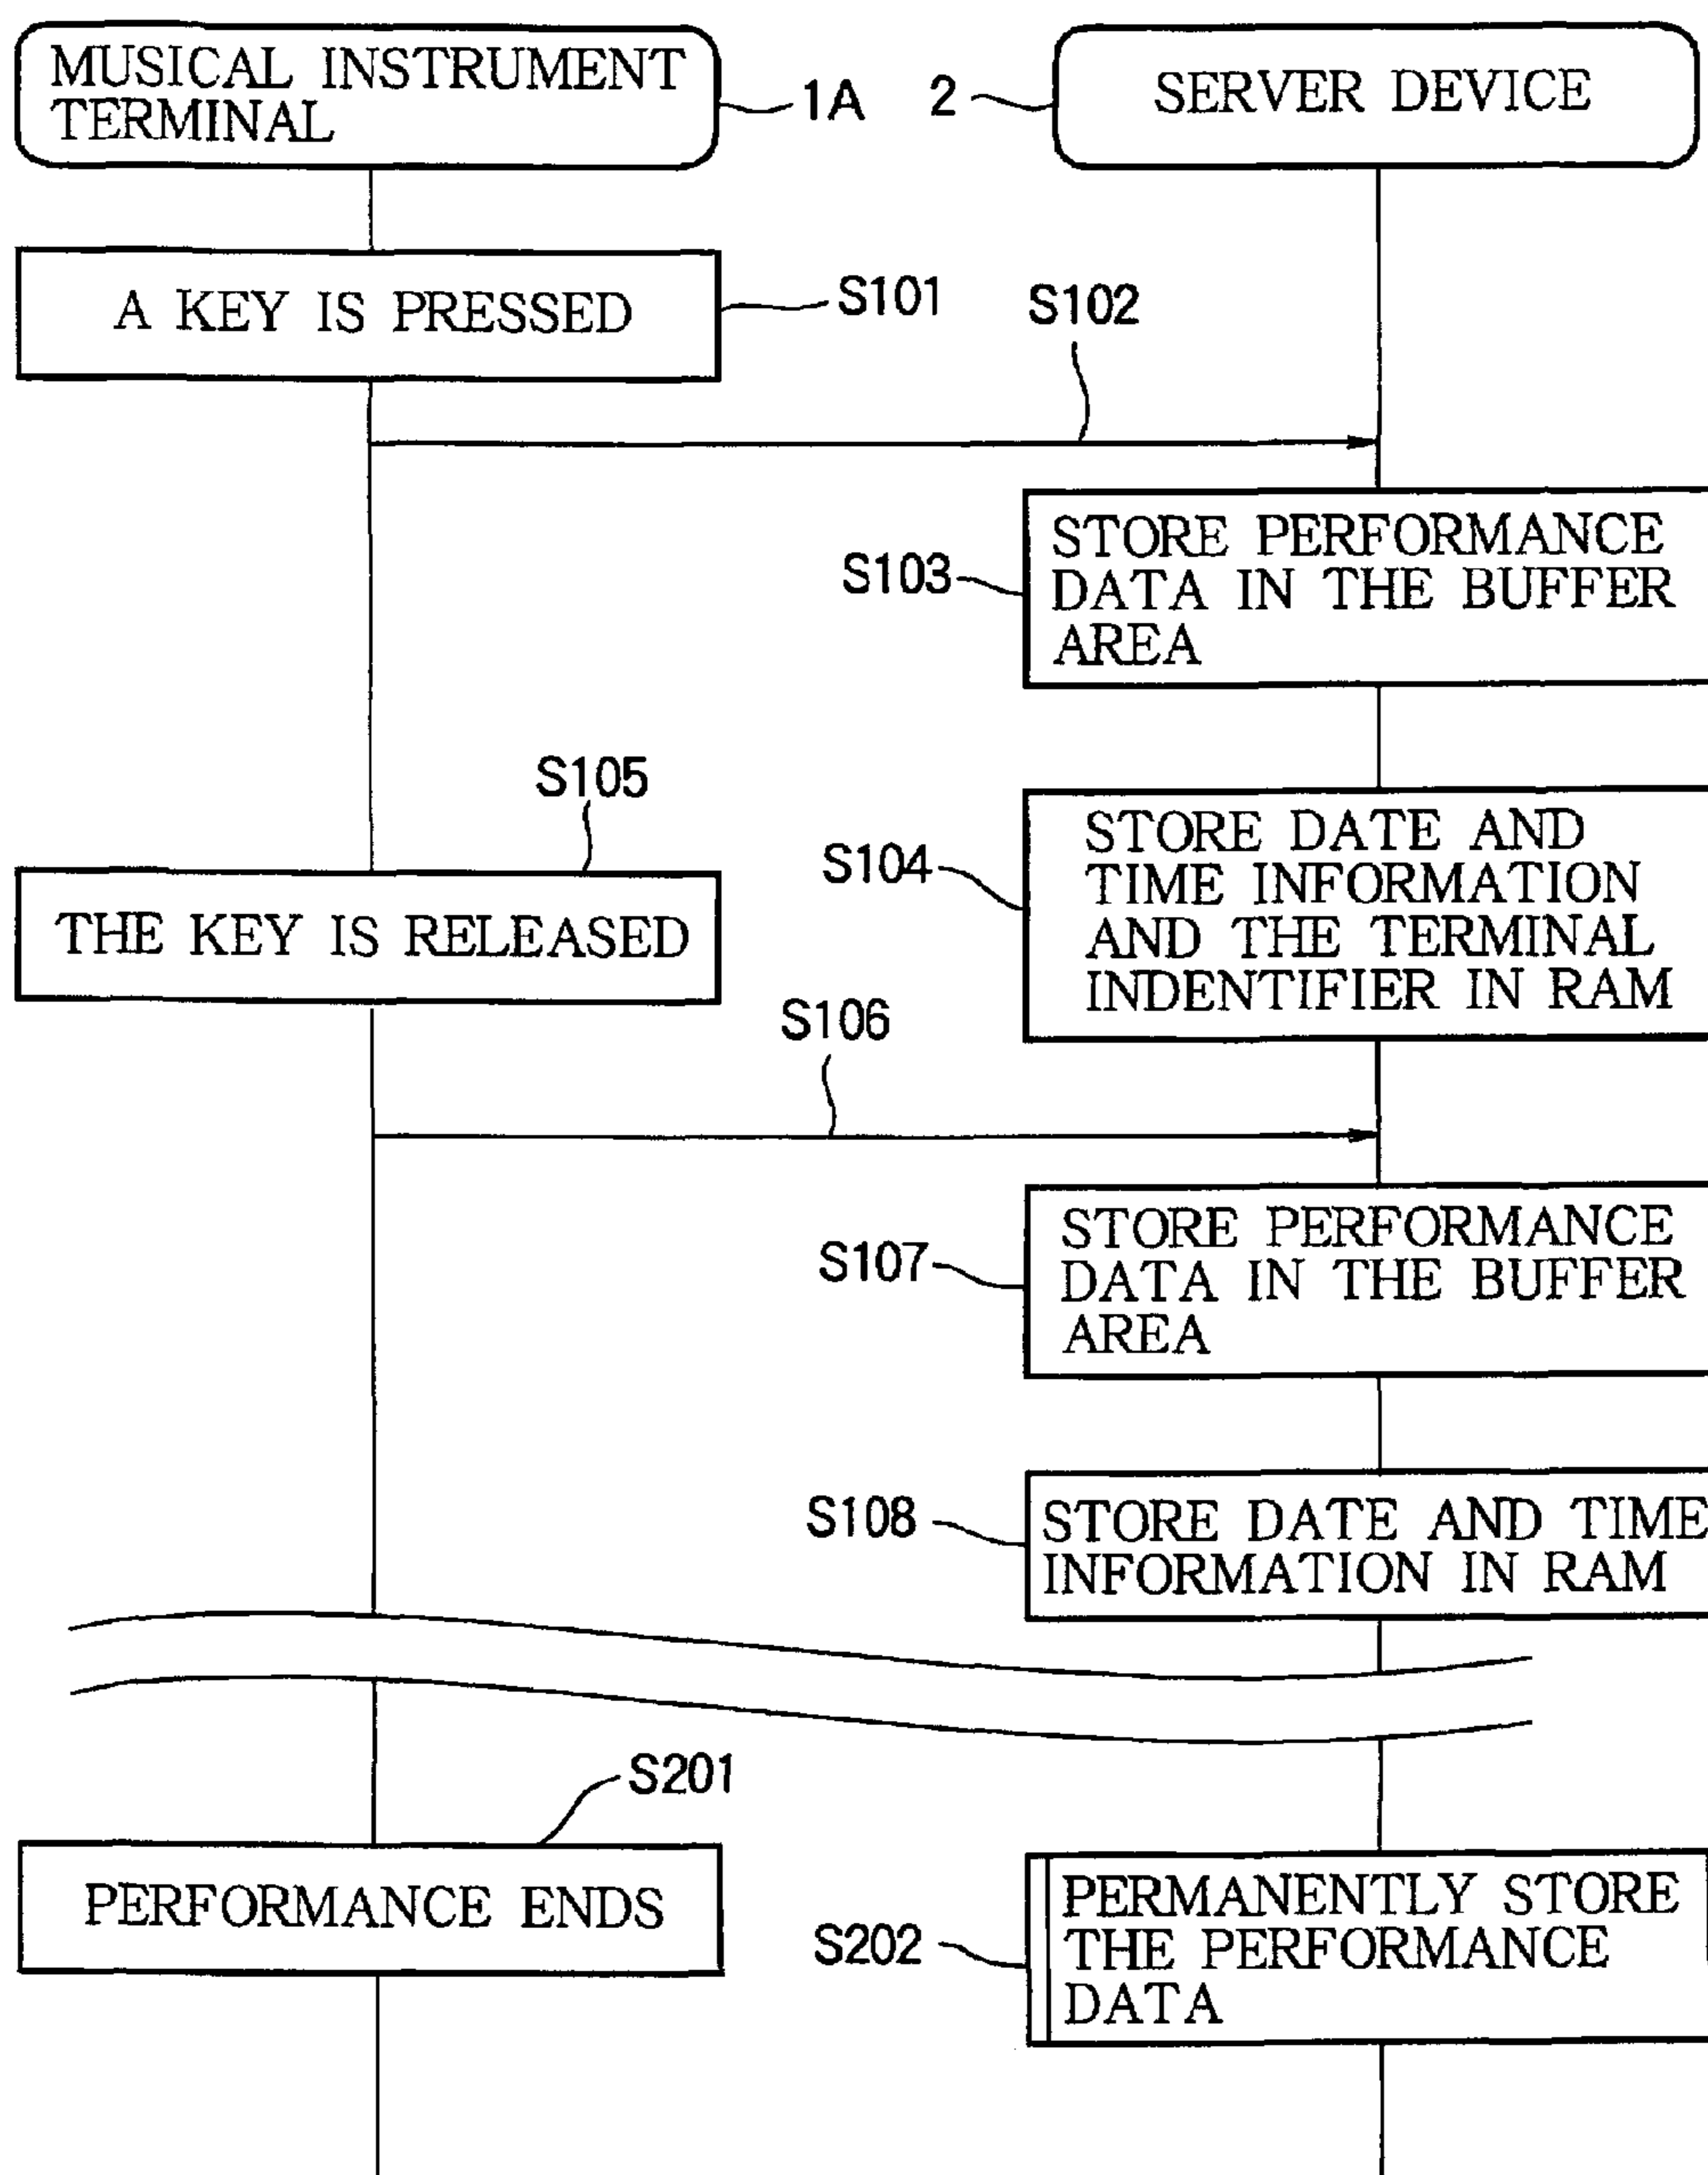 MUSICAL INSTRUMENT
TERMINAL
1A
2
SERVER DEVICE
A KEY IS PRESSED
S101
S102
S103
STORE PERFORMANCE
DATA IN THE BUFFER
AREA
S105
THE KEY IS RELEASED
S104
STORE DATE AND
TIME INFORMATION
AND THE TERMINAL
INDENTIFIER IN RAM
S106
S107
STORE PERFORMANCE
DATA IN THE BUFFER
AREA
S108
STORE DATE AND TIME
INFORMATION IN RAM
S201
PERFORMANCE ENDS
S202
PERMANENTLY STORE
THE PERFORMANCE
DATA